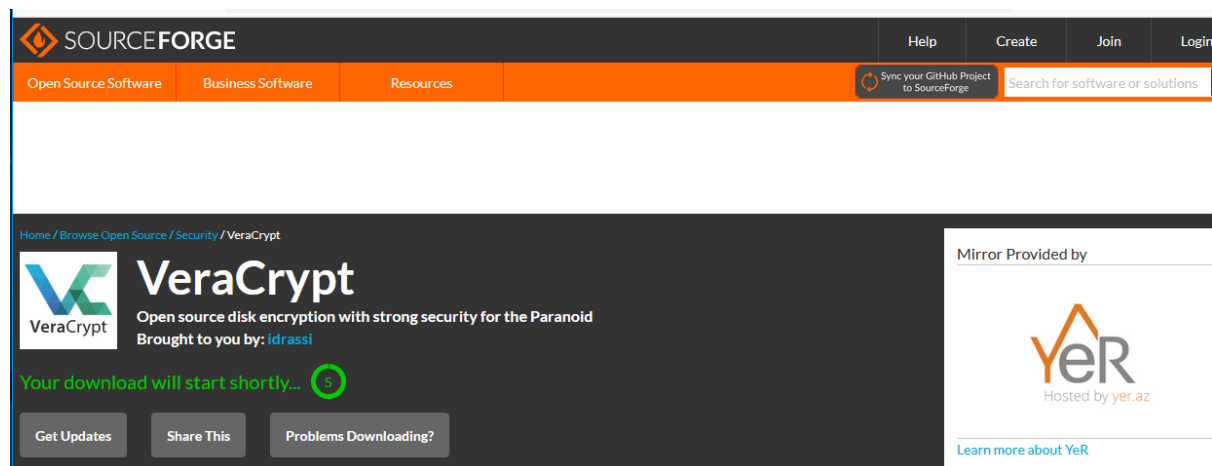 SOURCEFORGE
Help Create Join Login
Open Source Software Business Software Resources
Sync your GitHub Project
to SourceForge
Search for software or solutions
Home / Browse Open Source / Security / VeraCrypt
VeraCrypt
VeraCrypt
Open source disk encryption with strong security for the Paranoid
Brought to you by: idrassi
Your download will start shortly... 5
Get Updates Share This Problems Downloading?
Mirror Provided by
YeR
Hosted by yer.az
Learn more about YeR